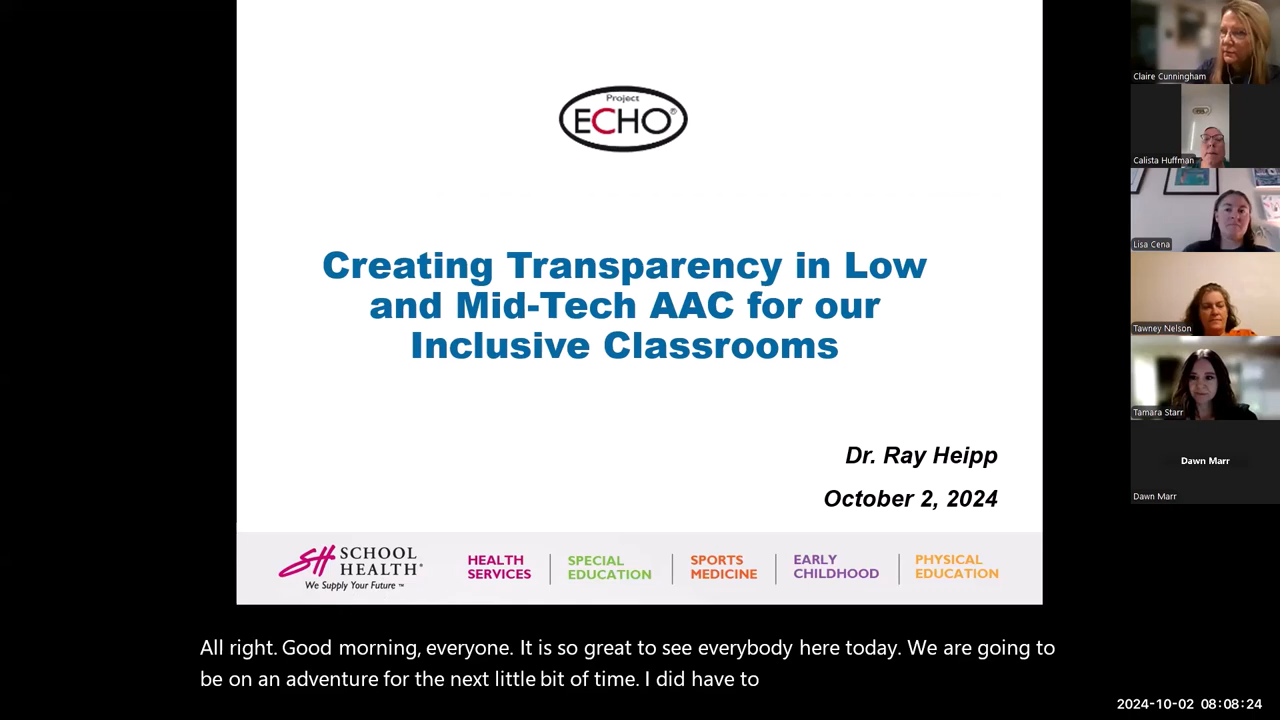 Project
ECHO®
Creating Transparency in Low
and Mid-Tech AAC for our
Inclusive Classrooms
Dr. Ray Heipp
October 2, 2024
SH SCHOOL
HEALTH®
We Supply Your Future ™
HEALTH
SERVICES
SPECIAL
EDUCATION
SPORTS
MEDICINE
EARLY
CHILDHOOD
PHYSICAL
EDUCATION
Claire Cunningham
Calista Huffman
Lisa Cena
Tawney Nelson
Tamara Starr
Dawn Marr
Dawn Marr
All right. Good morning, everyone. It is so great to see everybody here today. We are going to
be on an adventure for the next little bit of time. I did have to
2024-10-02 08:08:24